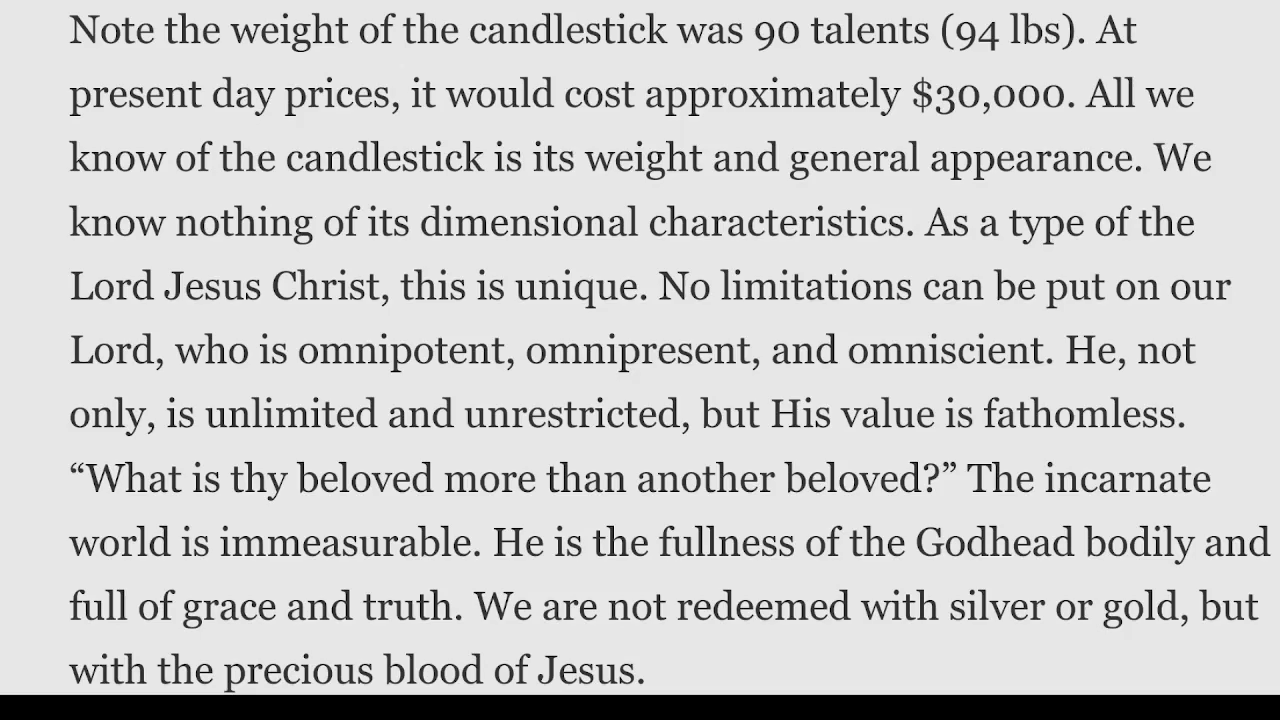 Note the weight of the candlestick was 90 talents (94 lbs). At
present day prices, it would cost approximately $30,000. All we
know of the candlestick is its weight and general appearance. We
know nothing of its dimensional characteristics. As a type of the
Lord Jesus Christ, this is unique. No limitations can be put on our
Lord, who is omnipotent, omnipresent, and omniscient. He, not
only, is unlimited and unrestricted, but His value is fathomless.
“What is thy beloved more than another beloved?” The incarnate
world is immeasurable. He is the fullness of the Godhead bodily and
full of grace and truth. We are not redeemed with silver or gold, but
with the precious blood of Jesus.